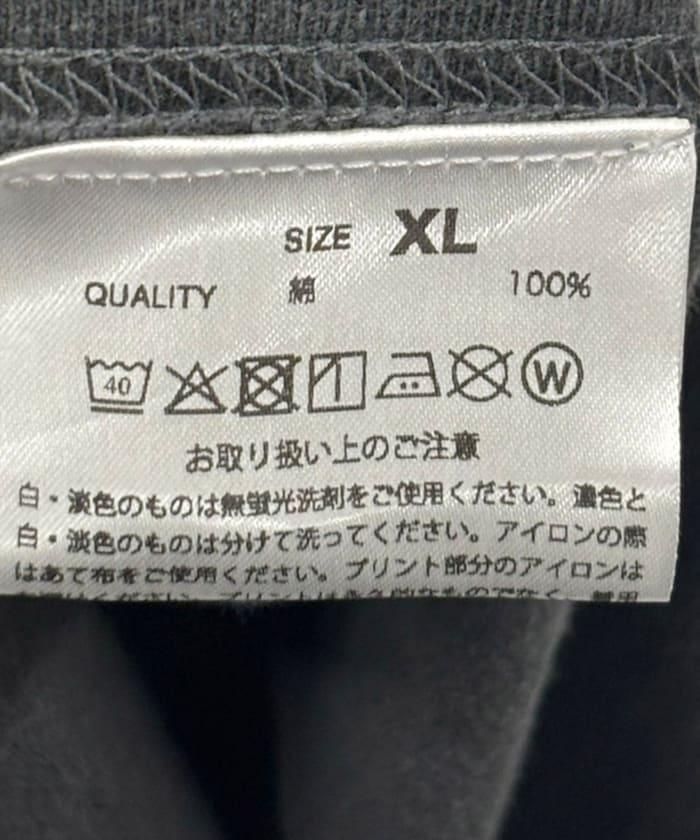 SIZE XL
QUALITY 綿 100%
40
W
お取り扱い上のご注意
白・淡色のものは無蛍光洗剤をご使用ください。濃色と
白・淡色のものは分けて洗ってください。アイロンの際
はあて布をご使用ください。プリント部分のアイロンは